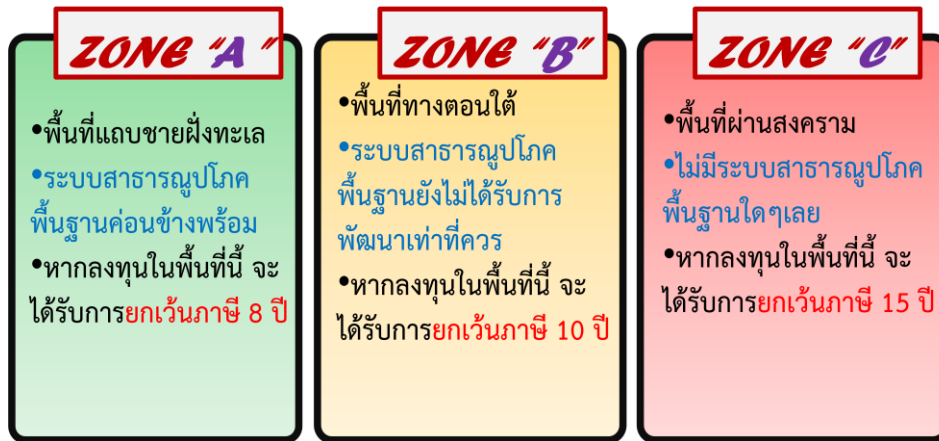 ZONE "A "
•พื้นที่แถบชายฝั่งทะเล
•ระบบสาธารณูปโภค
พื้นฐานค่อนข้างพร้อม
•หากลงทุนในพื้นที่นี้ จะ
ได้รับการยกเว้นภาษี 8 ปี
ZONE "B"
•พื้นที่ทางตอนใต้
•ระบบสาธารณูปโภค
พื้นฐานยังไม่ได้รับการ
พัฒนาเท่าที่ควร
•หากลงทุนในพื้นที่นี้ จะ
ได้รับการยกเว้นภาษี 10 ปี
ZONE "C"
•พื้นที่ผ่านสงคราม
•ไม่มีระบบสาธารณูปโภค
พื้นฐานใดๆเลย
•หากลงทุนในพื้นที่นี้ จะ
ได้รับการยกเว้นภาษี 15 ปี